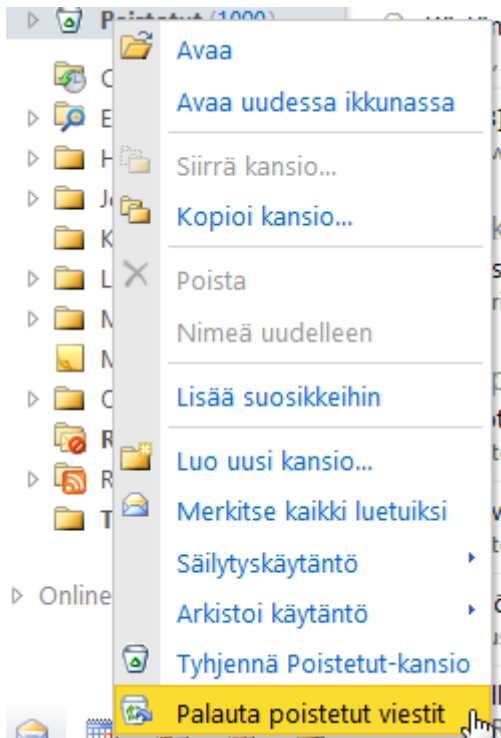 Poistetut (1000)
Avaa
Avaa uudessa ikkunassa
Siirrä kansio...
Kopioi kansio...
Poista
Nimeä uudelleen
Lisää suosikkeihin
Luo uusi kansio...
Merkitse kaikki luetuiksi
Säilytyskäytäntö
Arkistoi käytäntö
Online
Tyhjennä Poistetut-kansio
Palauta poistetut viestit